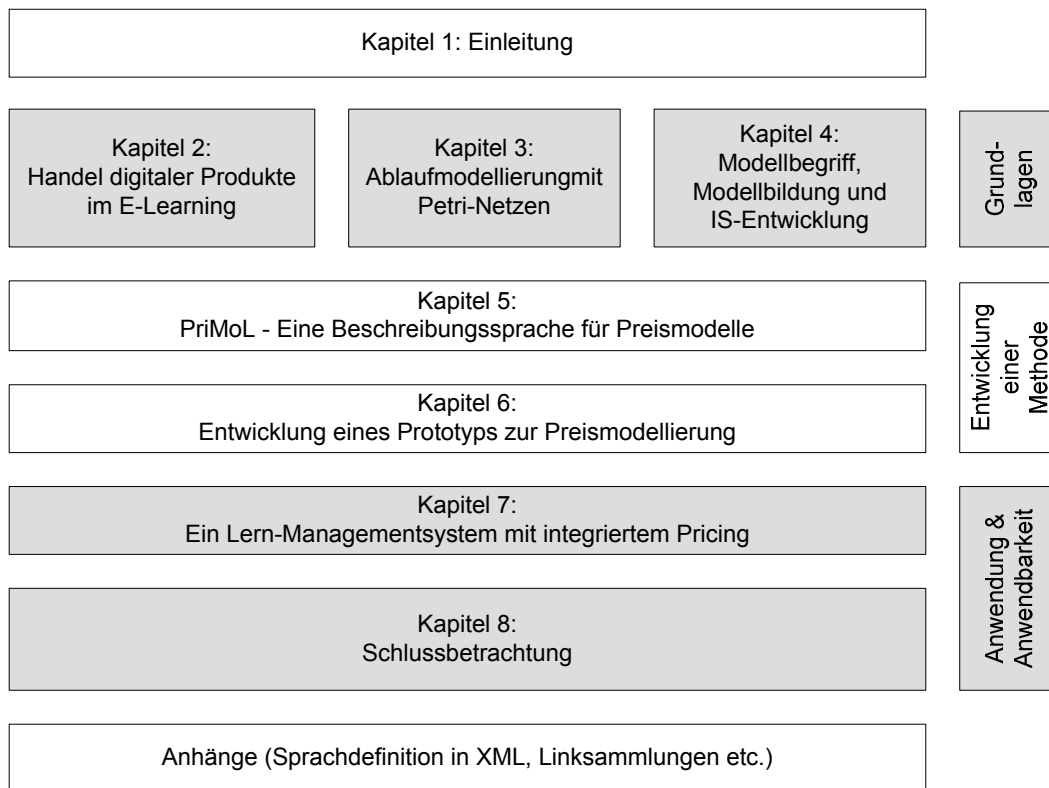 Kapitel 1: Einleitung
Kapitel 2:
Handel digitaler Produkte
im E-Learning
Kapitel 3:
Ablaufmodellierungmit
Petri-Netzen
Kapitel 4:
Modellbegriff,
Modellbildung und
IS-Entwicklung
Grund-
lagen
Kapitel 5:
PriMoL - Eine Beschreibungssprache für Preismodelle
Kapitel 6:
Entwicklung eines Prototyps zur Preismodellierung
Entwicklung
einer
Methode
Kapitel 7:
Ein Lern-Managementsystem mit integriertem Pricing
Kapitel 8:
Schlussbetrachtung
Anwendung &
Anwendbarkeit
Anhänge (Sprachdefinition in XML, Linksammlungen etc.)